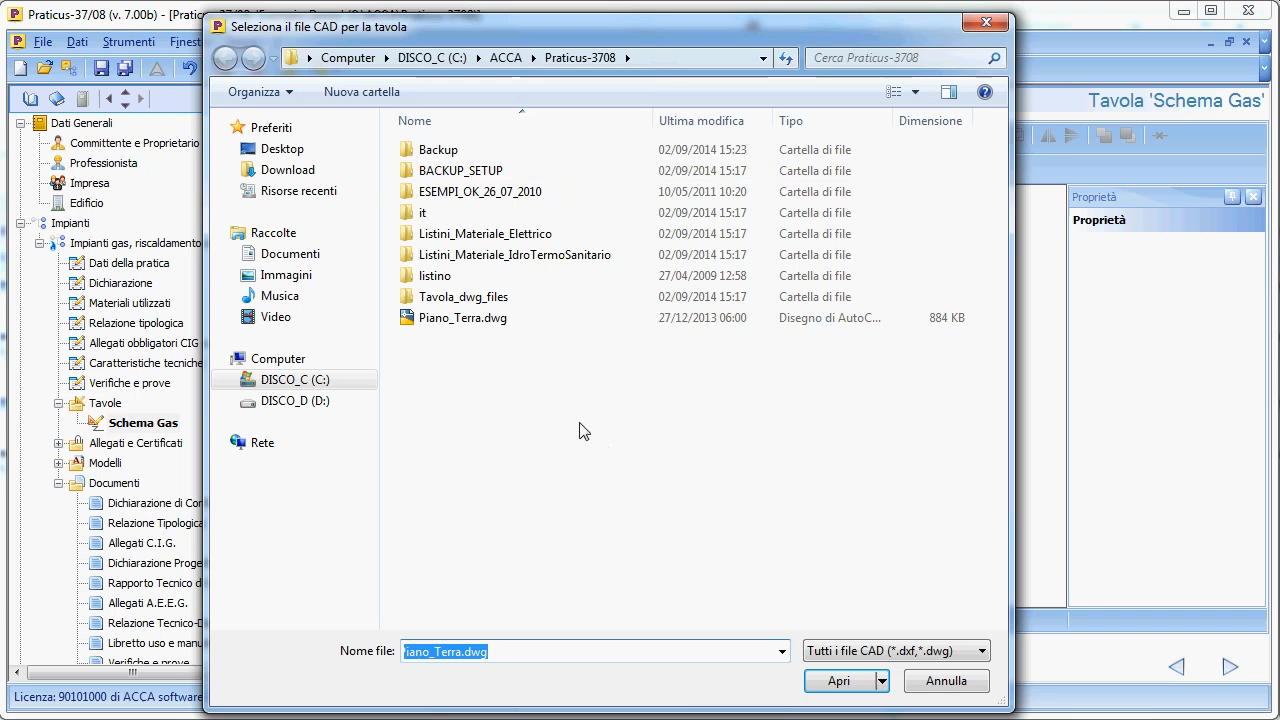 Praticus-37/08 (v. 7.00b) - [Pratic
Seleziona il file CAD per la tavola
File Dati Strumenti Finest
Computer DISCO_C (C:) ACCA Praticus-3708
Cerca Praticus-3708
Organizza Nuova cartella
Tavola 'Schema Gas'
Nome Ultima modifica Tipo Dimensione
Dati Generali
Committente e Proprietario
Professionista
Impresa
Edificio
Impianti
Impianti gas, riscaldamento
Dati della pratica
Dichiarazione
Materiali utilizzati
Relazione tipologica
Allegati obbligatori CIG
Caratteristiche tecniche
Verifiche e prove
Tavole
Schema Gas
Allegati e Certificati
Modelli
Documenti
Dichiarazione di Con
Relazione Tipologica
Allegati C.I.G.
Dichiarazione Proge
Rapporto Tecnico d
Allegati A.E.E.G.
Relazione Tecnico-D
Libretto uso e manu
Verifiche e prove
Preferiti
Desktop
Download
Risorse recenti
Raccolte
Documenti
Immagini
Musica
Video
Computer
DISCO_C (C:)
DISCO_D (D:)
Rete
Backup 02/09/2014 15:23 Cartella di file
BACKUP_SETUP 02/09/2014 15:17 Cartella di file
ESEMPI_OK_26_07_2010 10/05/2011 10:20 Cartella di file
it 02/09/2014 15:17 Cartella di file
Listini_Materiale_Elettrico 02/09/2014 15:17 Cartella di file
Listini_Materiale_IdroTermoSanitario 02/09/2014 15:17 Cartella di file
listino 27/04/2009 12:58 Cartella di file
Tavola_dwg_files 02/09/2014 15:17 Cartella di file
Piano_Terra.dwg 27/12/2013 06:00 Disegno di AutoC... 884 KB
Proprietà
Proprietà
Nome file: Piano_Terra.dwg Tutti i file CAD (*.dxf,*.dwg)
Apri Annulla
Licenza: 90101000 di ACCA software